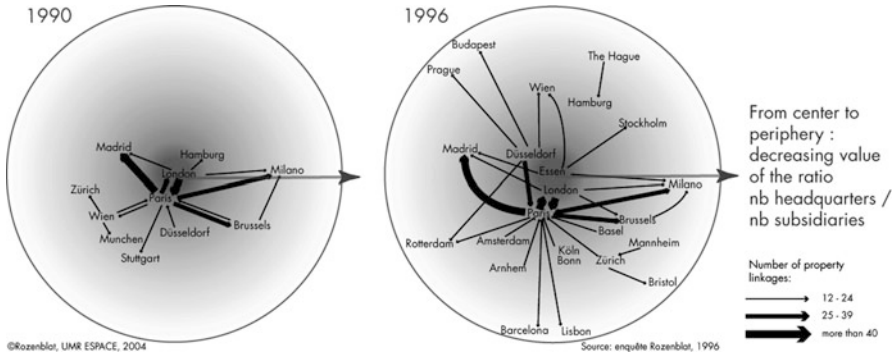 1990
Madrid
Hamburg
London
Milano
Zürich
Paris
Wien
Brussels
Munchen
Düsseldorf
Stuttgart
©Rozenblat, UMR ESPACE, 2004
1996
Budapest
The Hague
Prague
Wien
Hamburg
Stockholm
Madrid
Düsseldorf
Essen
Milano
London
Paris
Brussels
Basel
Rotterdam
Amsterdam
Mannheim
Köln
Bonn
Zürich
Arnhem
Bristol
Barcelona
Lisbon
Source: enquête Rozenblat, 1996
From center to
periphery :
decreasing value
of the ratio
nb headquarters /
nb subsidiaries
Number of property
linkages:
12 - 24
25 - 39
more than 40